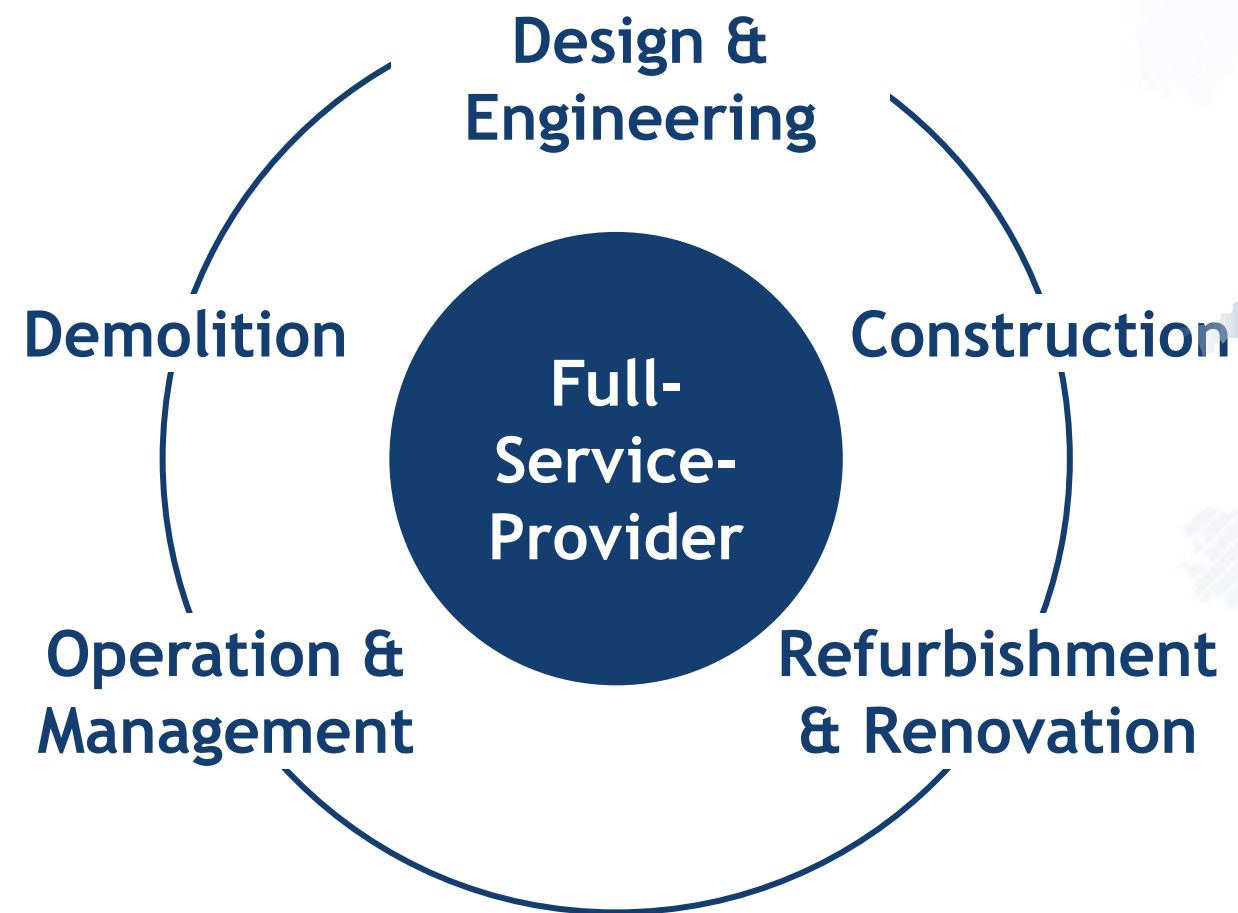 Design &
Engineering
Demolition
Construction
Full-
Service-
Provider
Operation &
Management
Refurbishment
& Renovation